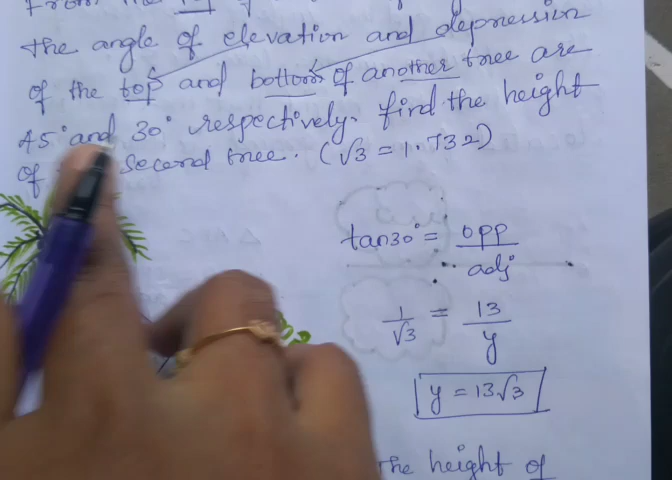 From the
the angle of elevation and depression
of the top and bottom of another tree are
45° and 30° respectively. find the height
of second tree. (√3 = 1.732)
tan30° = opp/adj
1/√3 = 13/y
y = 13√3
the height of